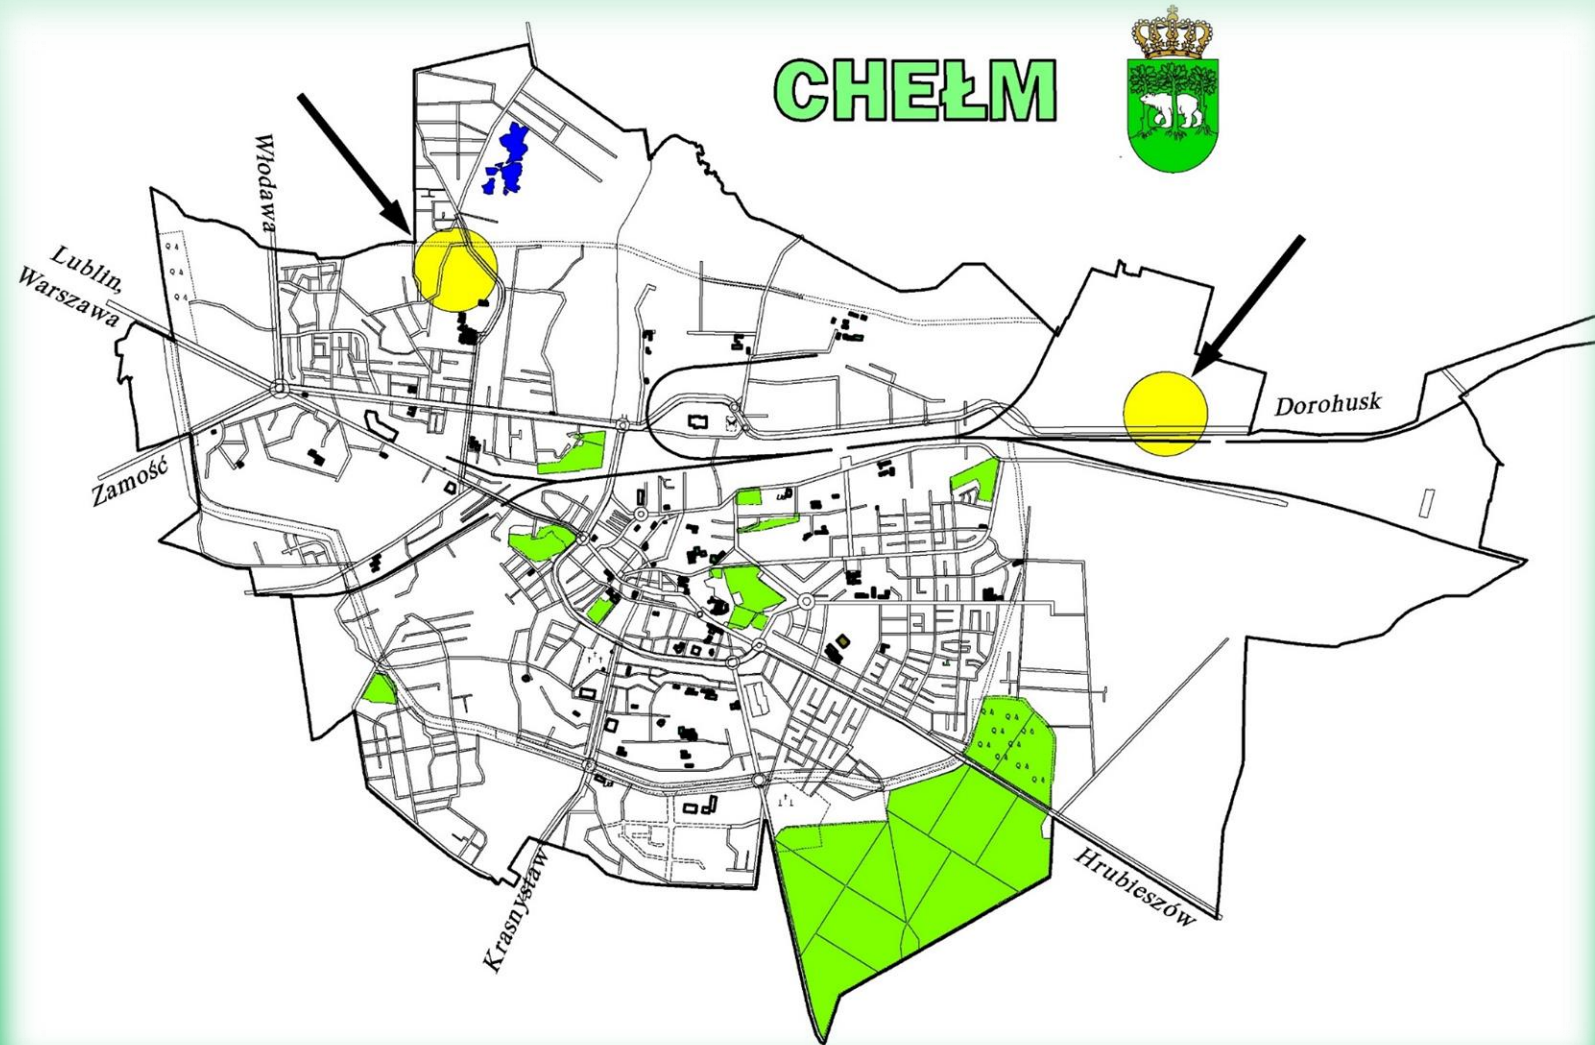 CHEŁM
Włodawa
Lublin,
Warszawa
Zamość
Dorohusk
Hrubieszów
Krasnystaw